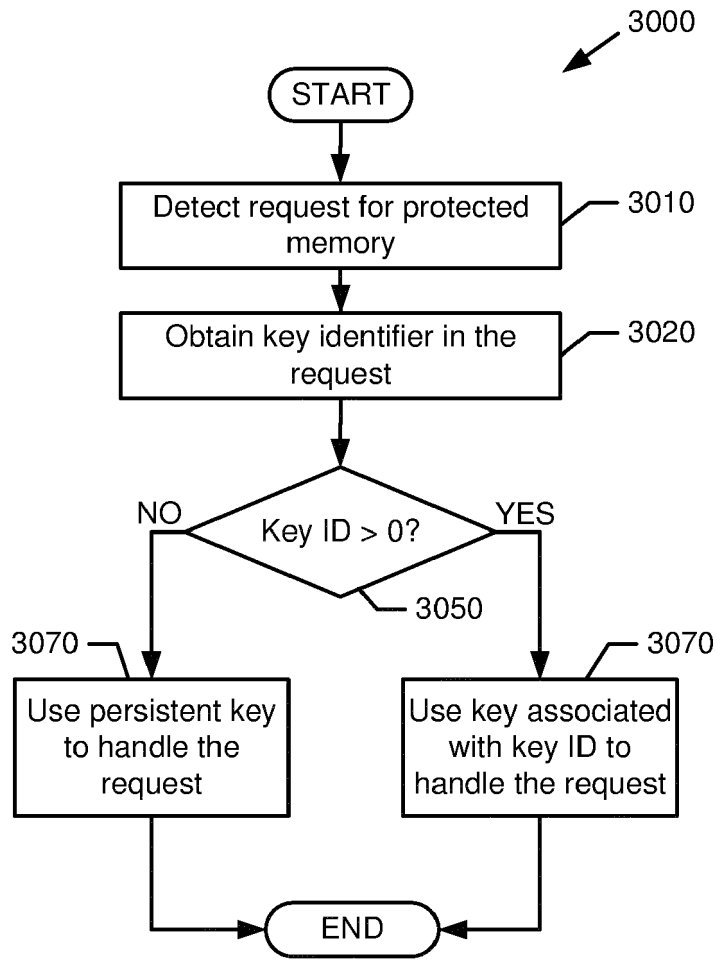 3000
START
Detect request for protected
memory
3010
Obtain key identifier in the
request
3020
NO
Key ID > 0?
YES
3050
3070
Use persistent key
to handle the
request
3070
Use key associated
with key ID to
handle the request
END